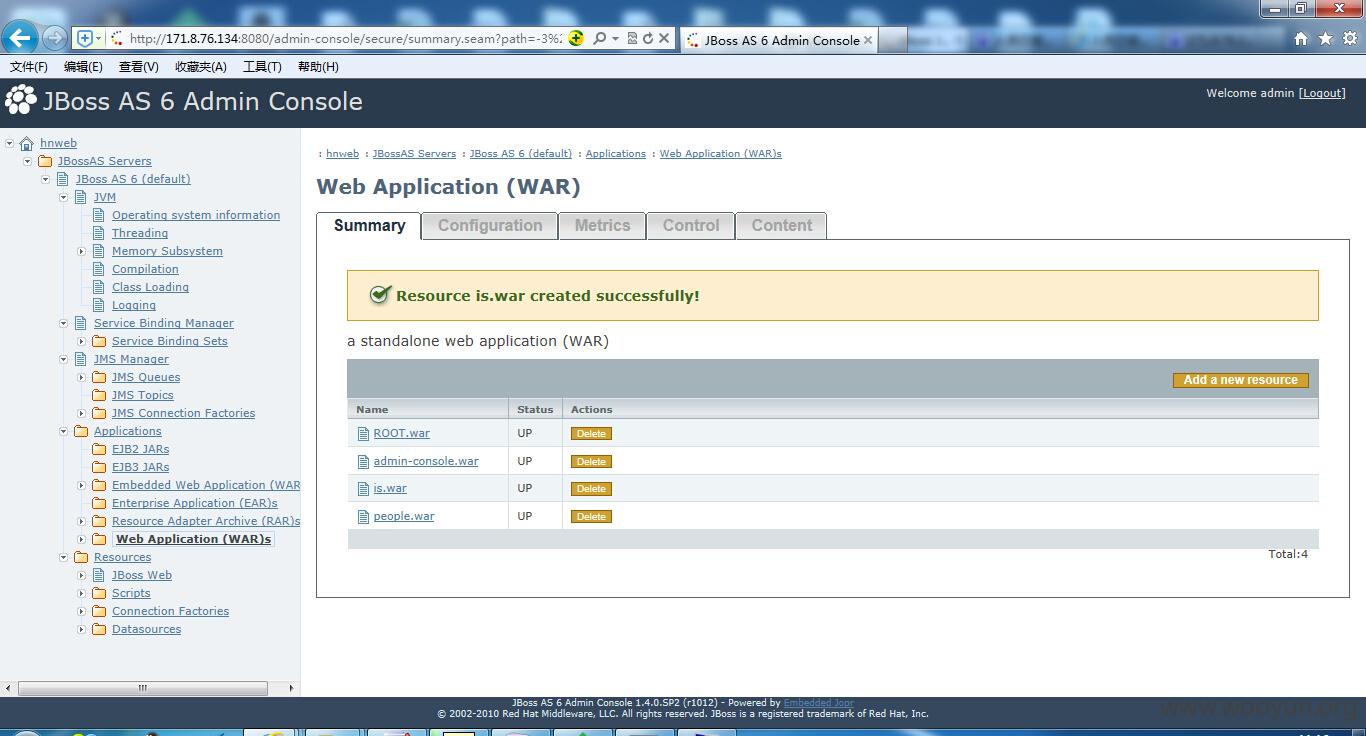 http://171.8.76.134:8080/admin-console/secure/summary.seam?path=-3%2
JBoss AS 6 Admin Console
文件(F) 编辑(E) 查看(V) 收藏夹(A) 工具(T) 帮助(H)
JBoss AS 6 Admin Console
Welcome admin [Logout]
hnweb
JBossAS Servers
JBoss AS 6 (default)
JVM
Operating system information
Threading
Memory Subsystem
Compilation
Class Loading
Logging
Service Binding Manager
Service Binding Sets
JMS Manager
JMS Queues
JMS Topics
JMS Connection Factories
Applications
EJB2 JARs
EJB3 JARs
Embedded Web Application (WAR
Enterprise Application (EAR)s
Resource Adapter Archive (RAR)s
Web Application (WAR)s
Resources
JBoss Web
Scripts
Connection Factories
Datasources
: hnweb : JBossAS Servers : JBoss AS 6 (default) : Applications : Web Application (WAR)s
Web Application (WAR)
Summary Configuration Metrics Control Content
Resource is.war created successfully!
a standalone web application (WAR)
Add a new resource
Name Status Actions
ROOT.war UP Delete
admin-console.war UP Delete
is.war UP Delete
people.war UP Delete
Total:4
JBoss AS 6 Admin Console 1.4.0.SP2 (r1012) - Powered by Embedded Jopr
© 2002-2010 Red Hat Middleware, LLC. All rights reserved. JBoss is a registered trademark of Red Hat, Inc.
www.wooyun.org